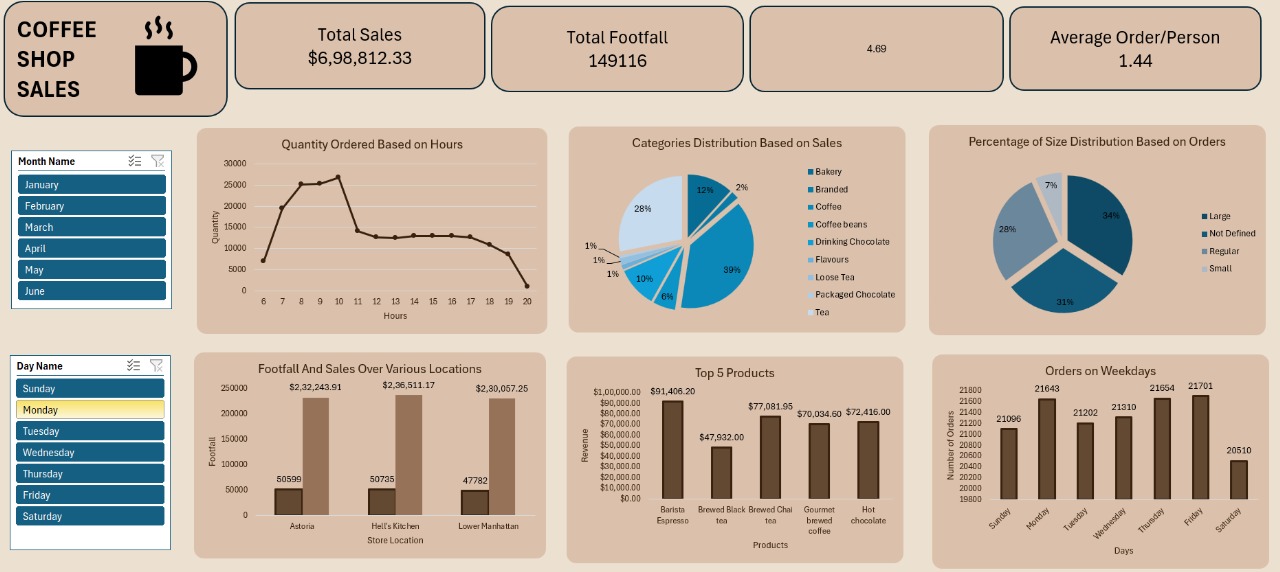 COFFEE
SHOP
SALES
Total Sales
$6,98,812.33
Total Footfall
149116
4.69
Average Order/Person
1.44
Month Name
January
February
March
April
May
June
Quantity Ordered Based on Hours
Quantity
30000
25000
20000
15000
10000
5000
0
6 7 8 9 10 11 12 13 14 15 16 17 18 19 20
Hours
Categories Distribution Based on Sales
12%
2%
39%
6%
10%
1%
1%
1%
28%
Bakery
Branded
Coffee
Coffee beans
Drinking Chocolate
Flavours
Loose Tea
Packaged Chocolate
Tea
Percentage of Size Distribution Based on Orders
34%
31%
28%
7%
Large
Not Defined
Regular
Small
Day Name
Sunday
Monday
Tuesday
Wednesday
Thursday
Friday
Saturday
Footfall And Sales Over Various Locations
Footfall
250000
200000
150000
100000
50000
0
$2,32,243.91 $2,36,511.17 $2,30,057.25
50599 50735 47782
Astoria Hell's Kitchen Lower Manhattan
Store Location
Top 5 Products
Revenue
$1,00,000.00
$90,000.00
$80,000.00
$70,000.00
$60,000.00
$50,000.00
$40,000.00
$30,000.00
$20,000.00
$10,000.00
$0.00
$91,406.20 $47,932.00 $77,081.95 $70,034.60 $72,416.00
Barista Espresso
Brewed Black tea
Brewed Chai tea
Gourmet brewed coffee
Hot chocolate
Products
Orders on Weekdays
Number of Orders
21800
21600
21400
21200
21000
20800
20600
20400
20200
20000
19800
21096 21643 21202 21310 21654 21701 20510
Sunday Monday Tuesday Wednesday Thursday Friday Saturday
Days